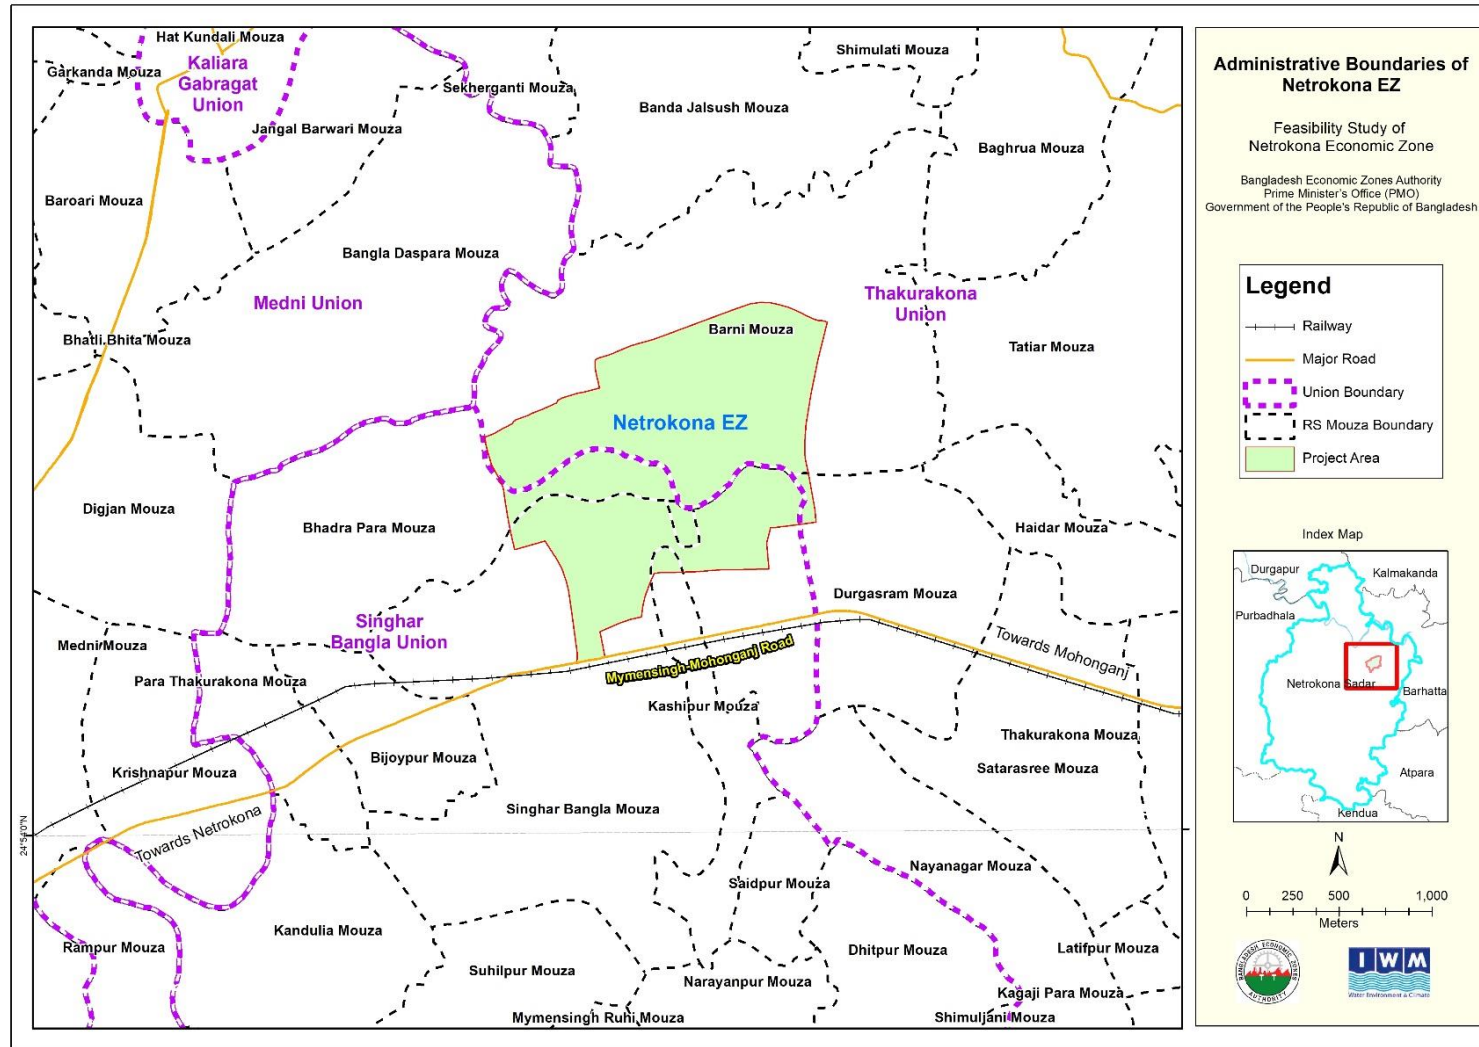 Hat Kundali Mouza
Garkanda Mouza
Kaliara
Gabragat
Union
Sekherganti Mouza
Jangal Barwari Mouza
Shimulati Mouza
Banda Jalsush Mouza
Baghrua Mouza
Baroari Mouza
Bangla Daspara Mouza
Medni Union
Thakurakona
Union
Bhatli Bhita Mouza
Barni Mouza
Tatiar Mouza
Netrokona EZ
Digjan Mouza
Bhadra Para Mouza
Haidar Mouza
Durgasram Mouza
Singhar
Bangla Union
Medni Mouza
Para Thakurakona Mouza
Mymensingh-Mohonganj Road
Towards Mohonganj
Kashipur Mouza
Thakurakona Mouza
Satarasree Mouza
Krishnapur Mouza
Bijoypur Mouza
Singhar Bangla Mouza
Towards Netrokona
24°54'0"N
Nayanagar Mouza
Saidpur Mouza
Kandulia Mouza
Rampur Mouza
Suhilpur Mouza
Narayanpur Mouza
Dhitpur Mouza
Latifpur Mouza
Kagaji Para Mouza
Mymensingh Ruhi Mouza
Shimuljani Mouza
Administrative Boundaries of
Netrokona EZ
Feasibility Study of
Netrokona Economic Zone
Bangladesh Economic Zones Authority
Prime Minister's Office (PMO)
Government of the People's Republic of Bangladesh
Legend
Railway
Major Road
Union Boundary
RS Mouza Boundary
Project Area
Index Map
Durgapur
Kalmakanda
Purbadhala
Netrokona Sadar
Barhatta
Atpara
Kendua
N
0 250 500 1,000
Meters
BANGLADESH ECONOMIC ZONES
AUTHORITY
IWM
Water Environment & Climate